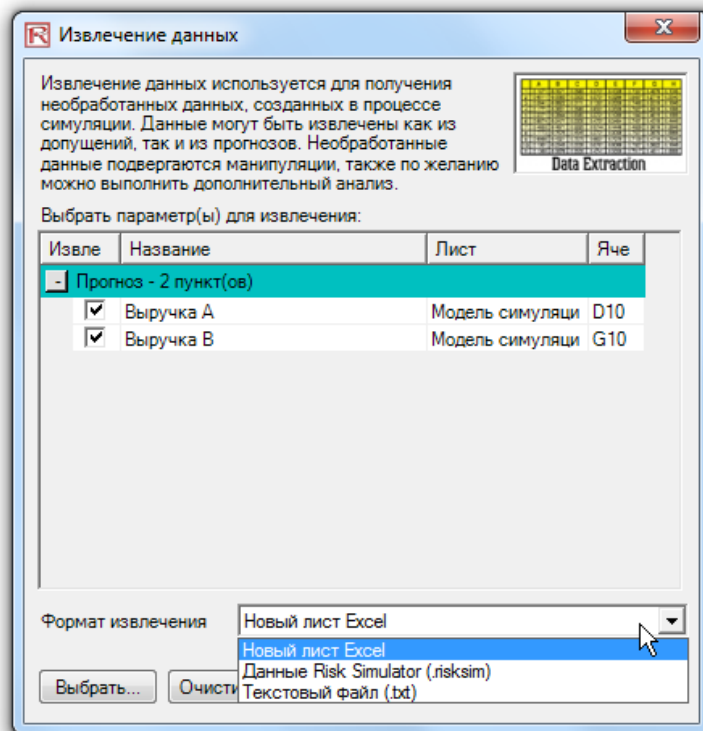 Извлечение данных
Извлечение данных используется для получения
необработанных данных, созданных в процессе
симуляции. Данные могут быть извлечены как из
допущений, так и из прогнозов. Необработанные
данные подвергаются манипуляции, также по желанию
можно выполнить дополнительный анализ.
Data Extraction
Выбрать параметр(ы) для извлечения:
Извле Название Лист Яче
- Прогноз - 2 пункт(ов)
Выручка A Модель симуляци D10
Выручка B Модель симуляци G10
Формат извлечения Новый лист Excel
Новый лист Excel
Данные Risk Simulator (.risksim)
Текстовый файл (.txt)
Выбрать... Очисти